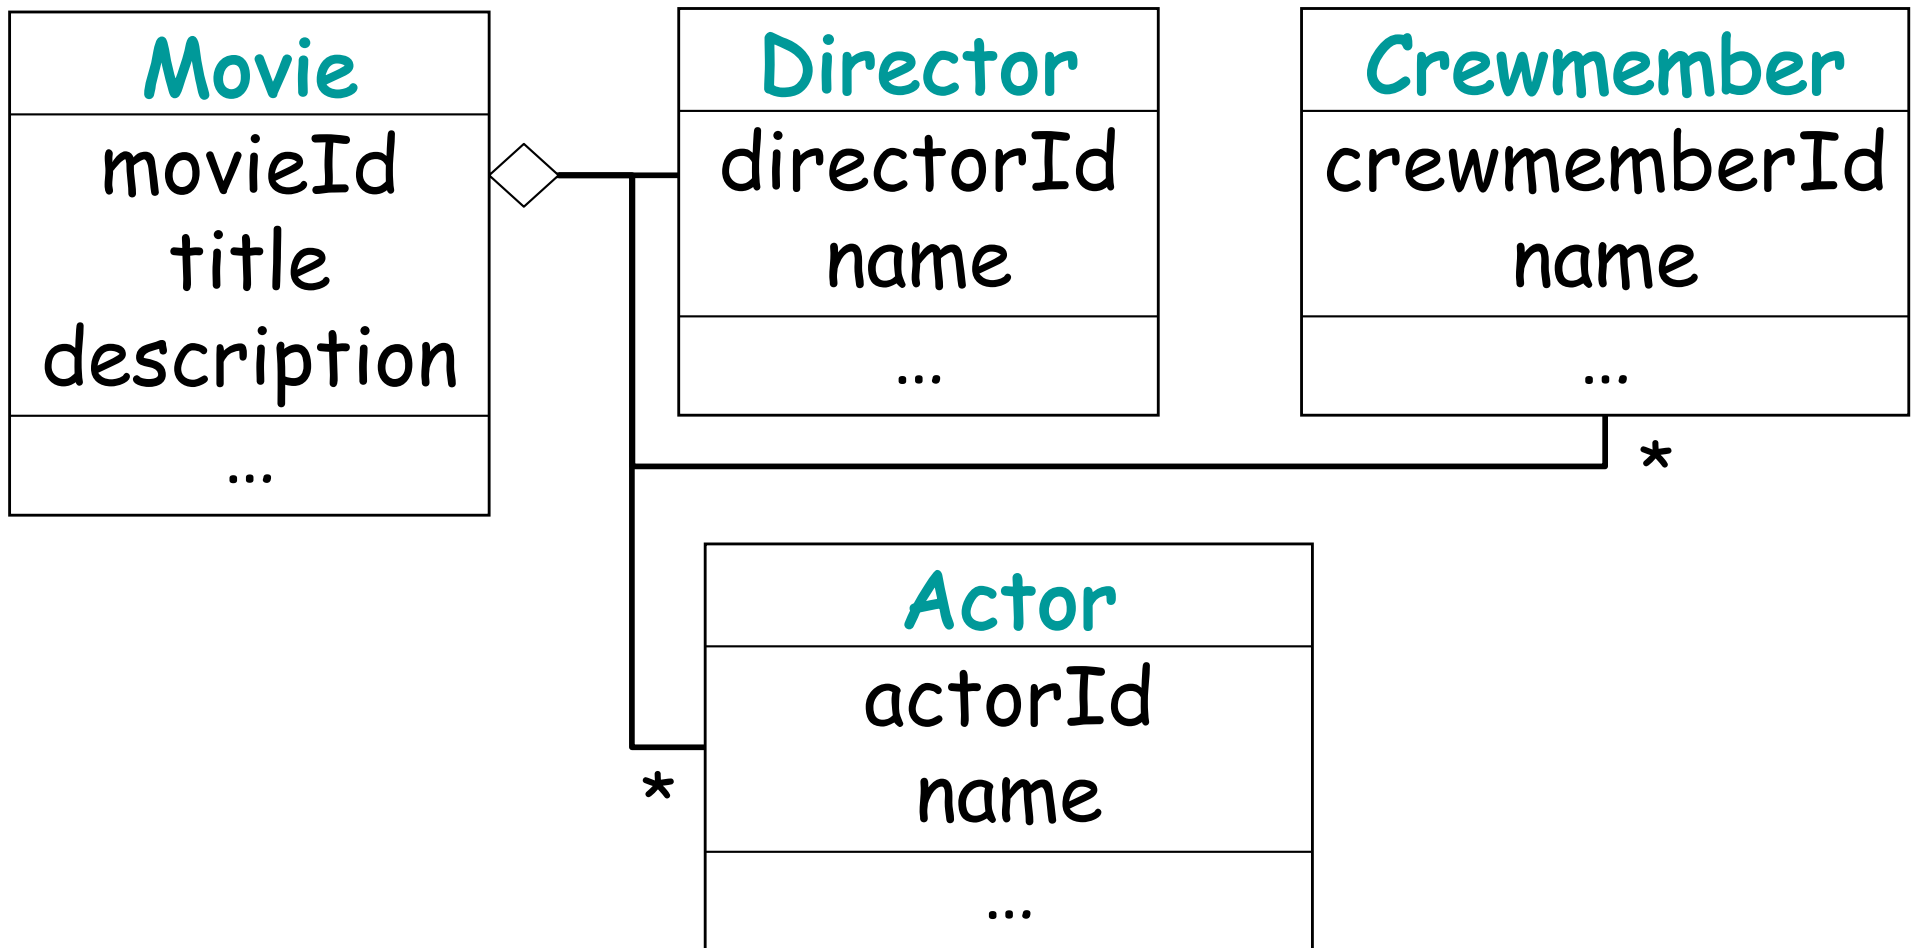 Movie
movieId
title
description
...
Director
directorId
name
...
Crewmember
crewmemberId
name
...
*
Actor
actorId
name
...
*